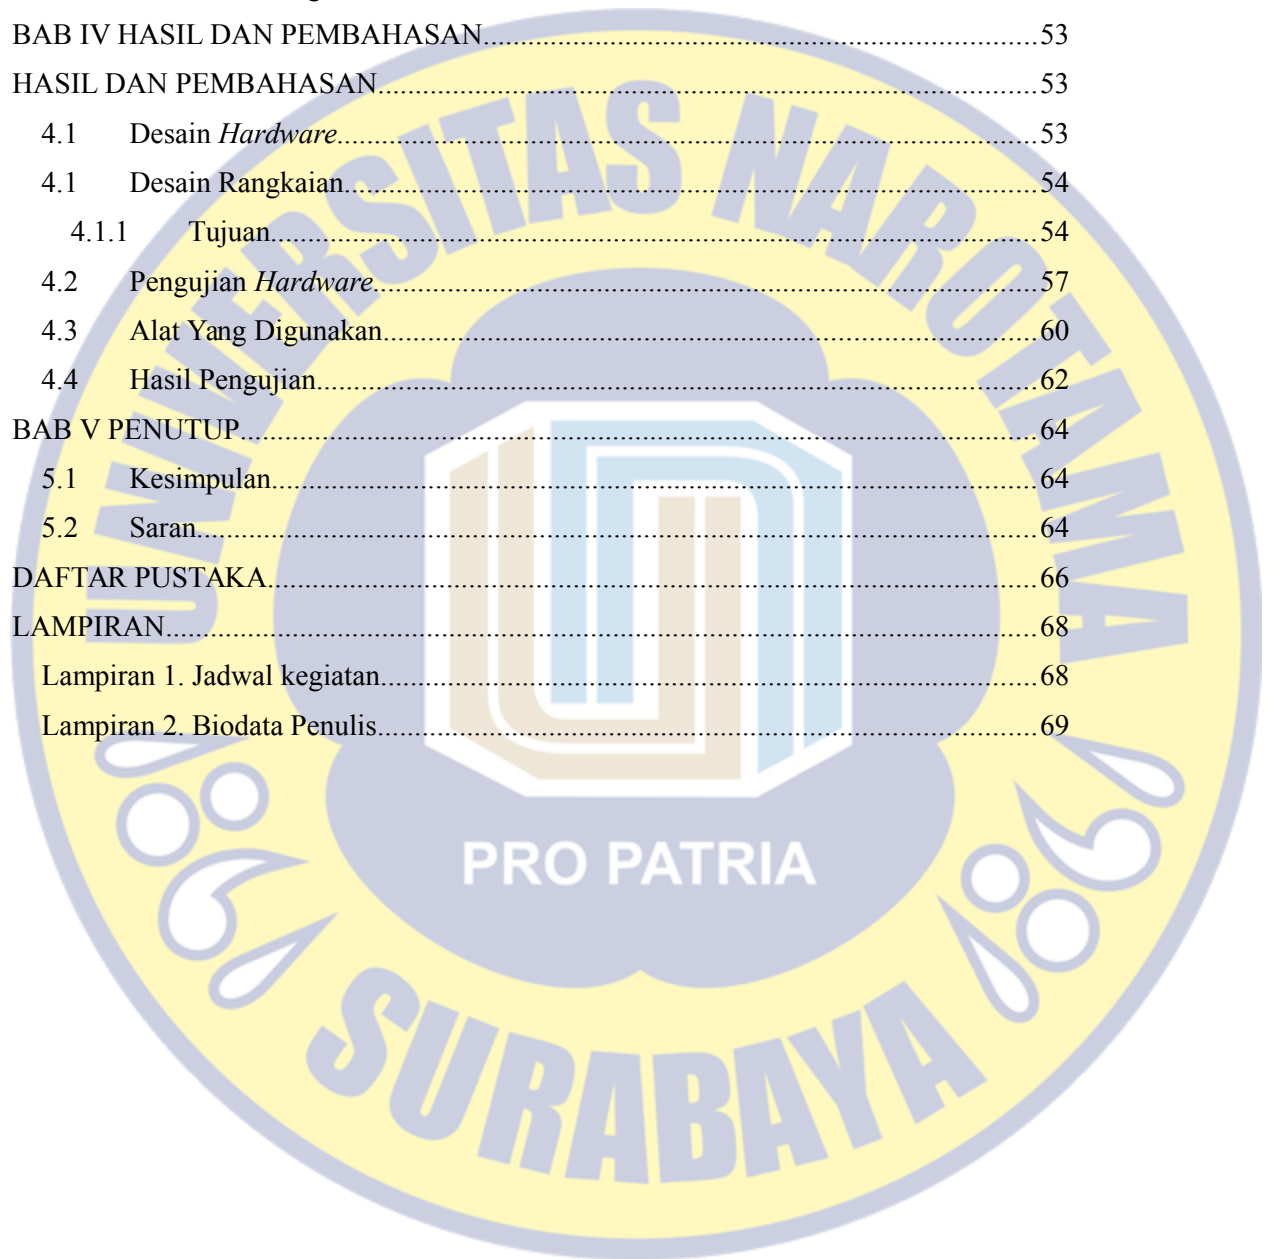 BAB IV HASIL DAN PEMBAHASAN........53
HASIL DAN PEMBAHASAN........53
4.1 Desain Hardware........53
4.1 Desain Rangkaian........54
4.1.1 Tujuan........54
4.2 Pengujian Hardware........57
4.3 Alat Yang Digunakan........60
4.4 Hasil Pengujian........62
BAB V PENUTUP........64
5.1 Kesimpulan........64
5.2 Saran........64
DAFTAR PUSTAKA........66
LAMPIRAN........68
Lampiran 1. Jadwal kegiatan........68
Lampiran 2. Biodata Penulis........69
UNIVERSITAS NAROTAMA
PRO PATRIA
SURABAYA